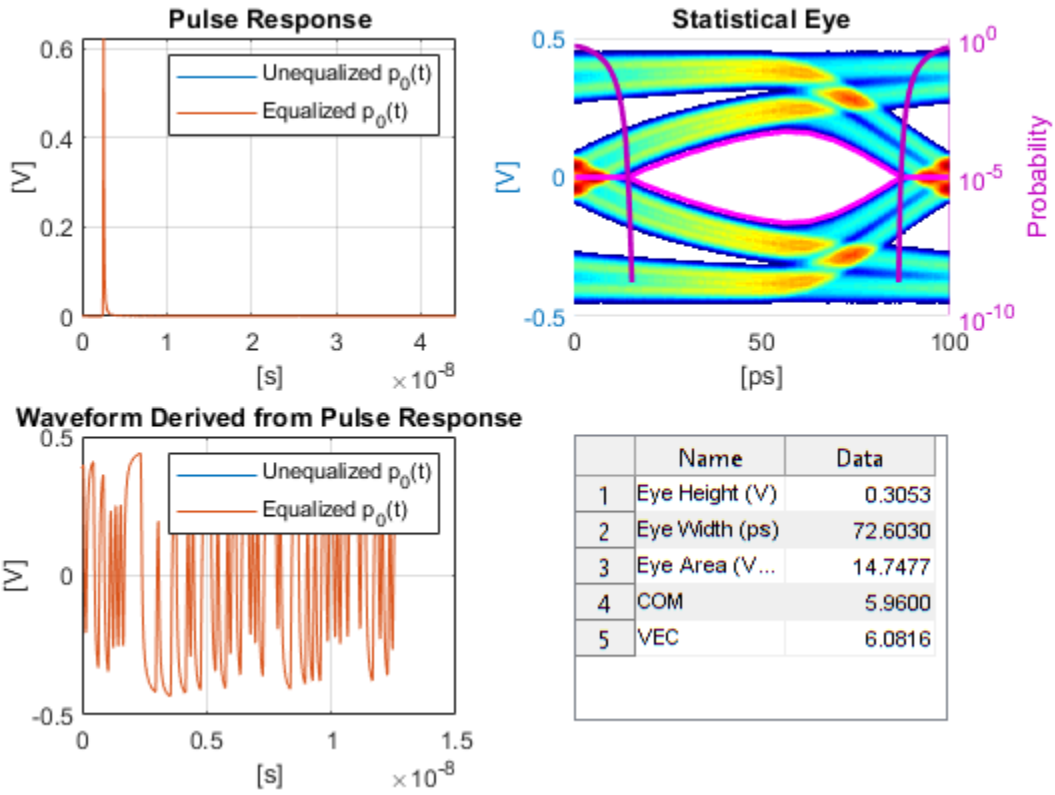 Pulse Response
0.6
0.4
0.2
0
[V]
Unequalized p0(t)
Equalized p0(t)
0
1
2
3
4
[s]
×10-8
Statistical Eye
0.5
0
-0.5
[V]
10^0
10^-5
10^-10
Probability
0
50
100
[ps]
Waveform Derived from Pulse Response
0.5
0
-0.5
[V]
Unequalized p0(t)
Equalized p0(t)
0
0.5
1
1.5
[s]
×10-8
Name Data
1 Eye Height (V) 0.3053
2 Eye Width (ps) 72.6030
3 Eye Area (V... 14.7477
4 COM 5.9600
5 VEC 6.0816